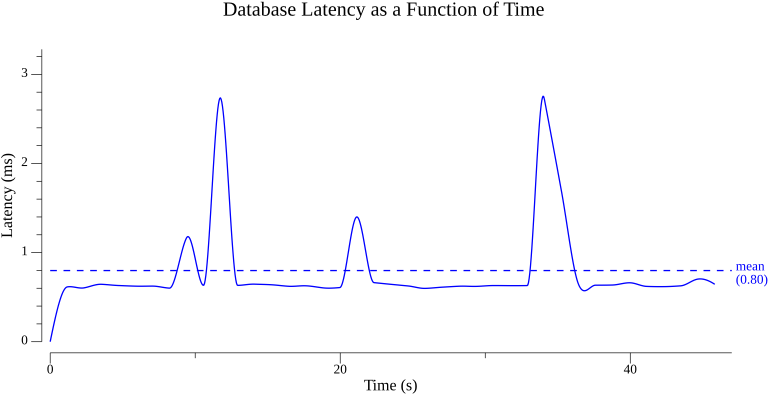 Database Latency as a Function of Time
Latency (ms)
3
2
1
0
mean
(0.80)
0
20
40
Time (s)